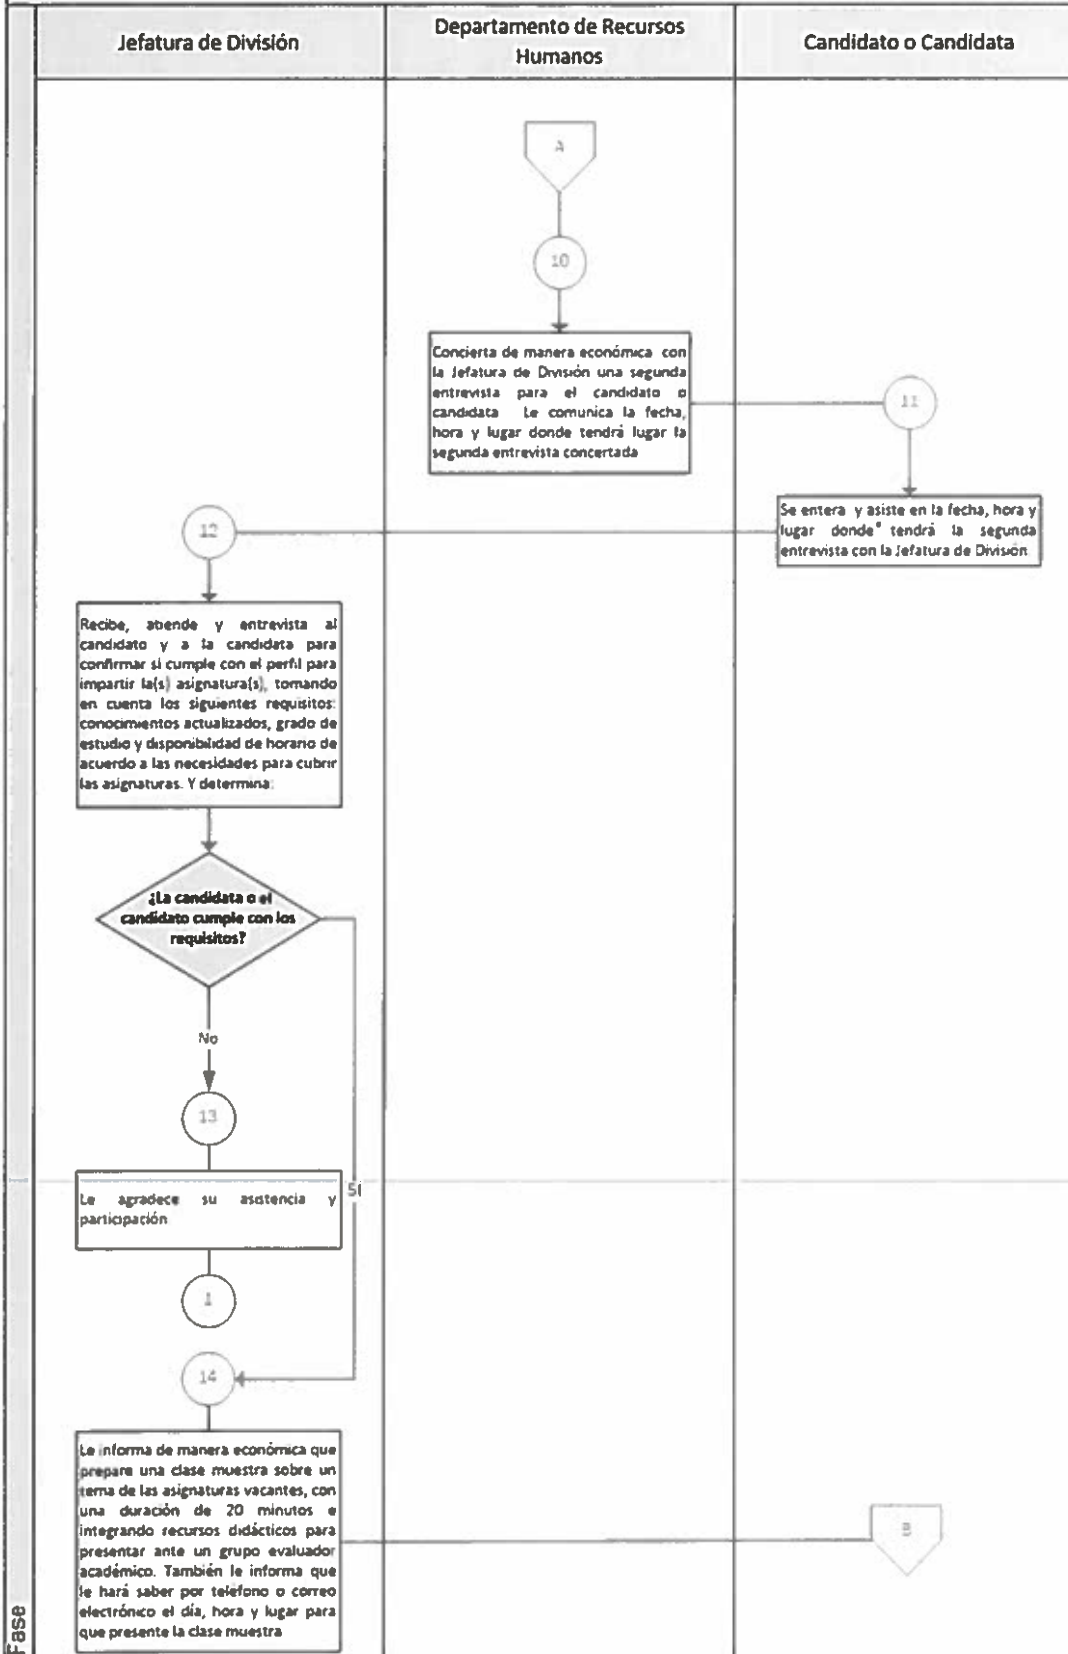 Jefatura de División
Departamento de Recursos
Humanos
Candidato o Candidata
A
10
Concierta de manera económica con
la Jefatura de División una segunda
entrevista para el candidato o
candidata Le comunica la fecha,
hora y lugar donde tendrá lugar la
segunda entrevista concertada
11
Se entera y asiste en la fecha, hora y
lugar donde tendrá la segunda
entrevista con la Jefatura de División
12
Recibe, atiende y entrevista al
candidato y a la candidata para
confirmar si cumple con el perfil para
impartir la(s) asignatura(s), tomando
en cuenta los siguientes requisitos:
conocimientos actualizados, grado de
estudio y disponibilidad de horario de
acuerdo a las necesidades para cubrir
las asignaturas. Y determina:
¿La candidata o el
candidato cumple con los
requisitos?
No
13
Le agradece su asistencia y
participación
Sí
1
14
Le informa de manera económica que
prepare una clase muestra sobre un
tema de las asignaturas vacantes, con
una duración de 20 minutos e
integrando recursos didácticos para
presentar ante un grupo evaluador
académico. También le informa que
le hará saber por telefono o correo
electrónico el día, hora y lugar para
que presente la clase muestra
B
Fase